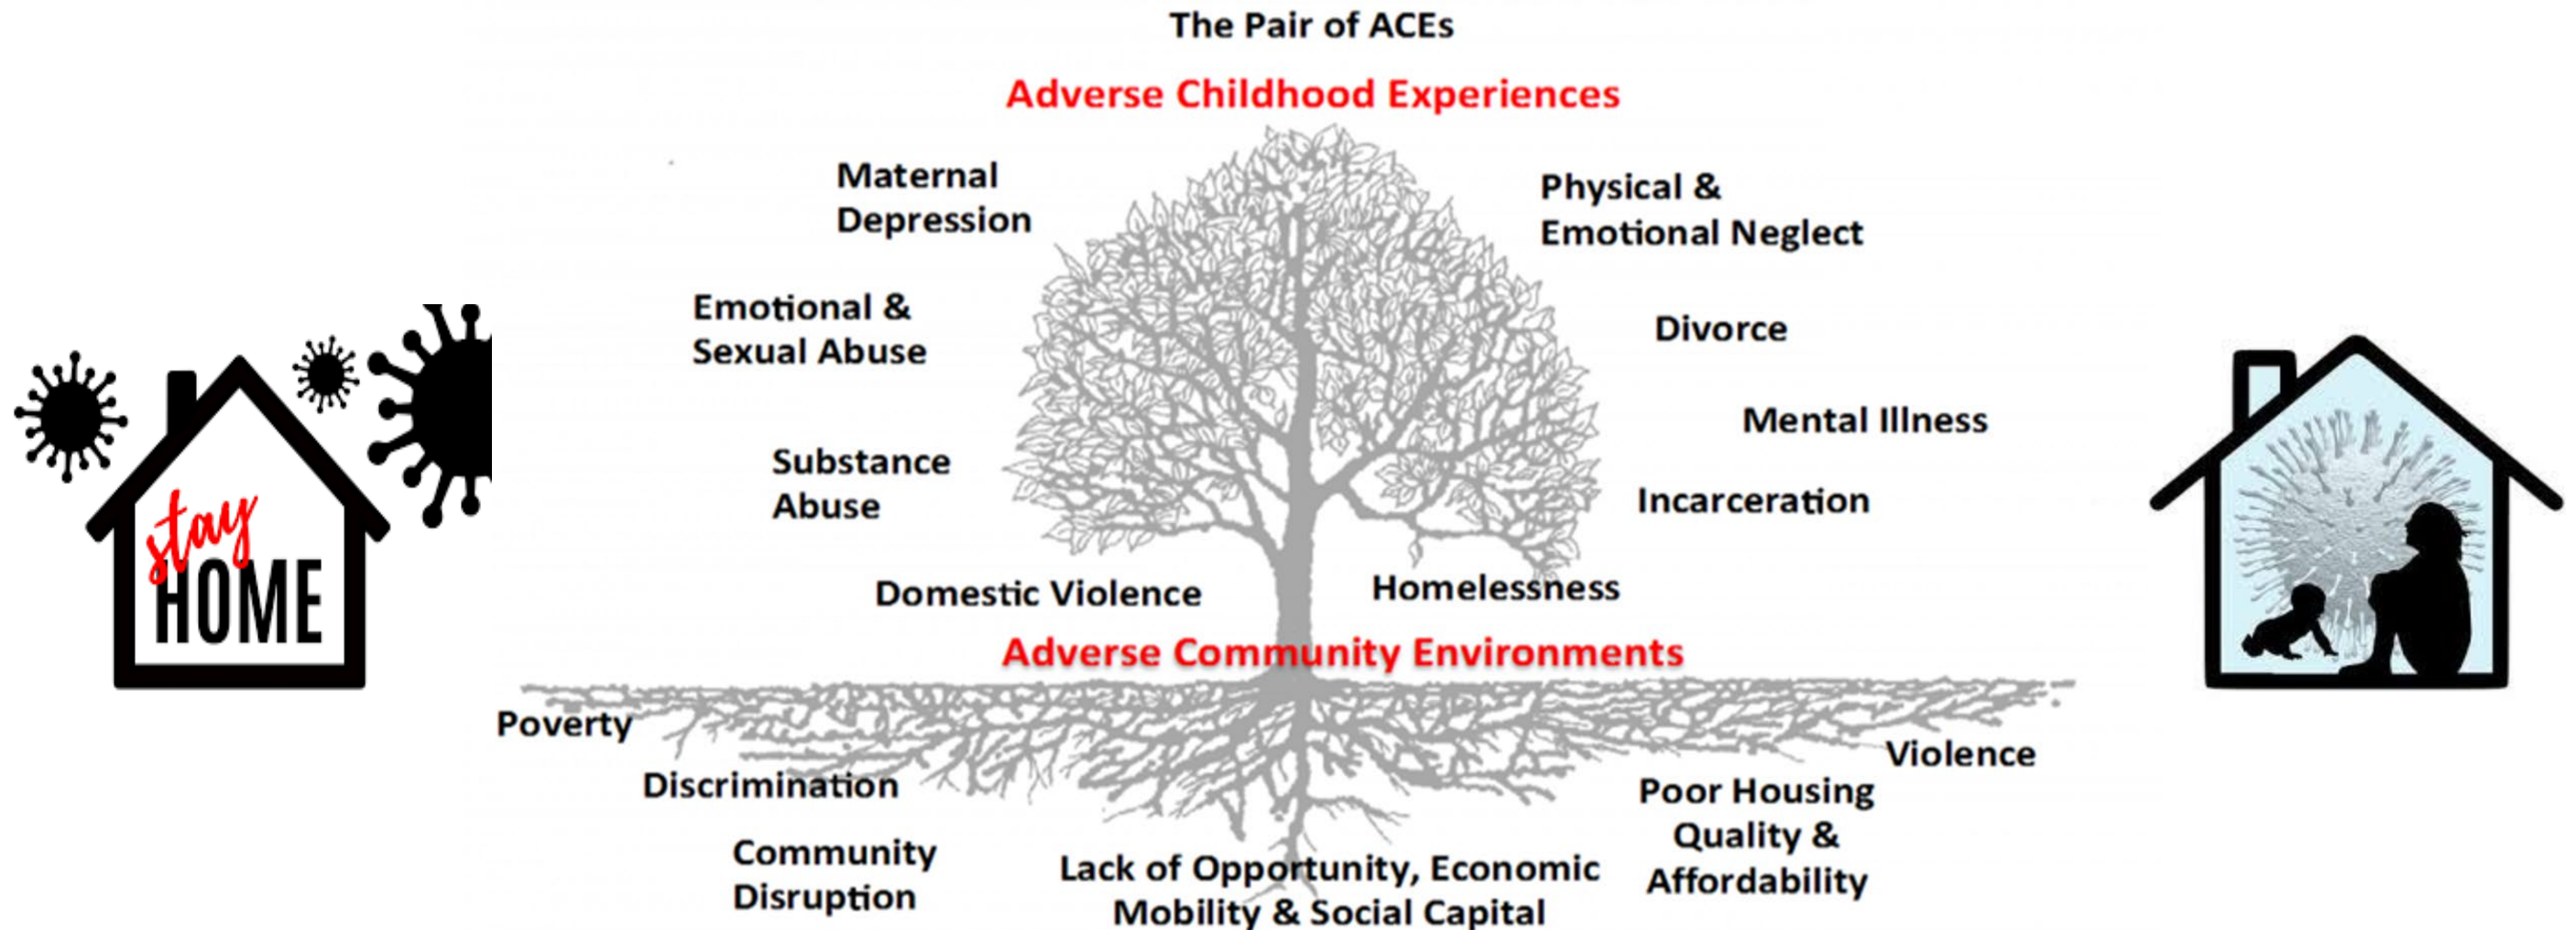 The Pair of ACEs
Adverse Childhood Experiences
Maternal
Depression
Physical &
Emotional Neglect
Emotional &
Sexual Abuse
Divorce
Mental Illness
Substance
Abuse
Incarceration
Domestic Violence
Homelessness
stay
HOME
Adverse Community Environments
Poverty
Violence
Discrimination
Poor Housing
Quality &
Affordability
Community
Disruption
Lack of Opportunity, Economic
Mobility & Social Capital